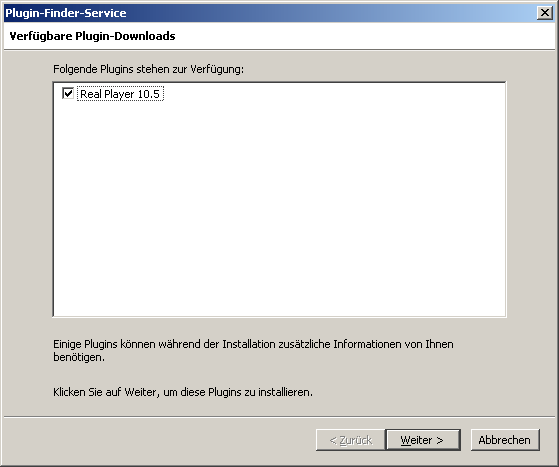 Plugin-Finder-Service
Verfügbare Plugin-Downloads
Folgende Plugins stehen zur Verfügung:
Real Player 10.5
Einige Plugins können während der Installation zusätzliche Informationen von Ihnen
benötigen.
Klicken Sie auf Weiter, um diese Plugins zu installieren.
< Zurück Weiter > Abbrechen